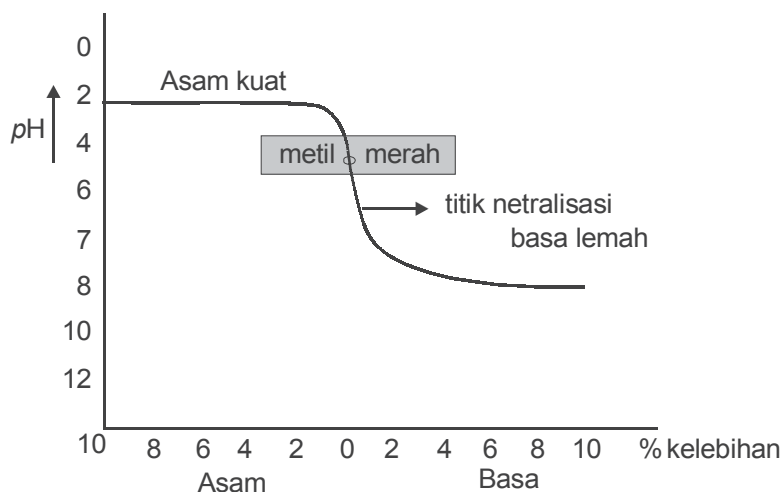 0
Asam kuat
2
pH
4
metil merah
6
titik netralisasi
7
basa lemah
8
10
12
10 8 6 4 2 0 2 4 6 8 10 % kelebihan
Asam Basa